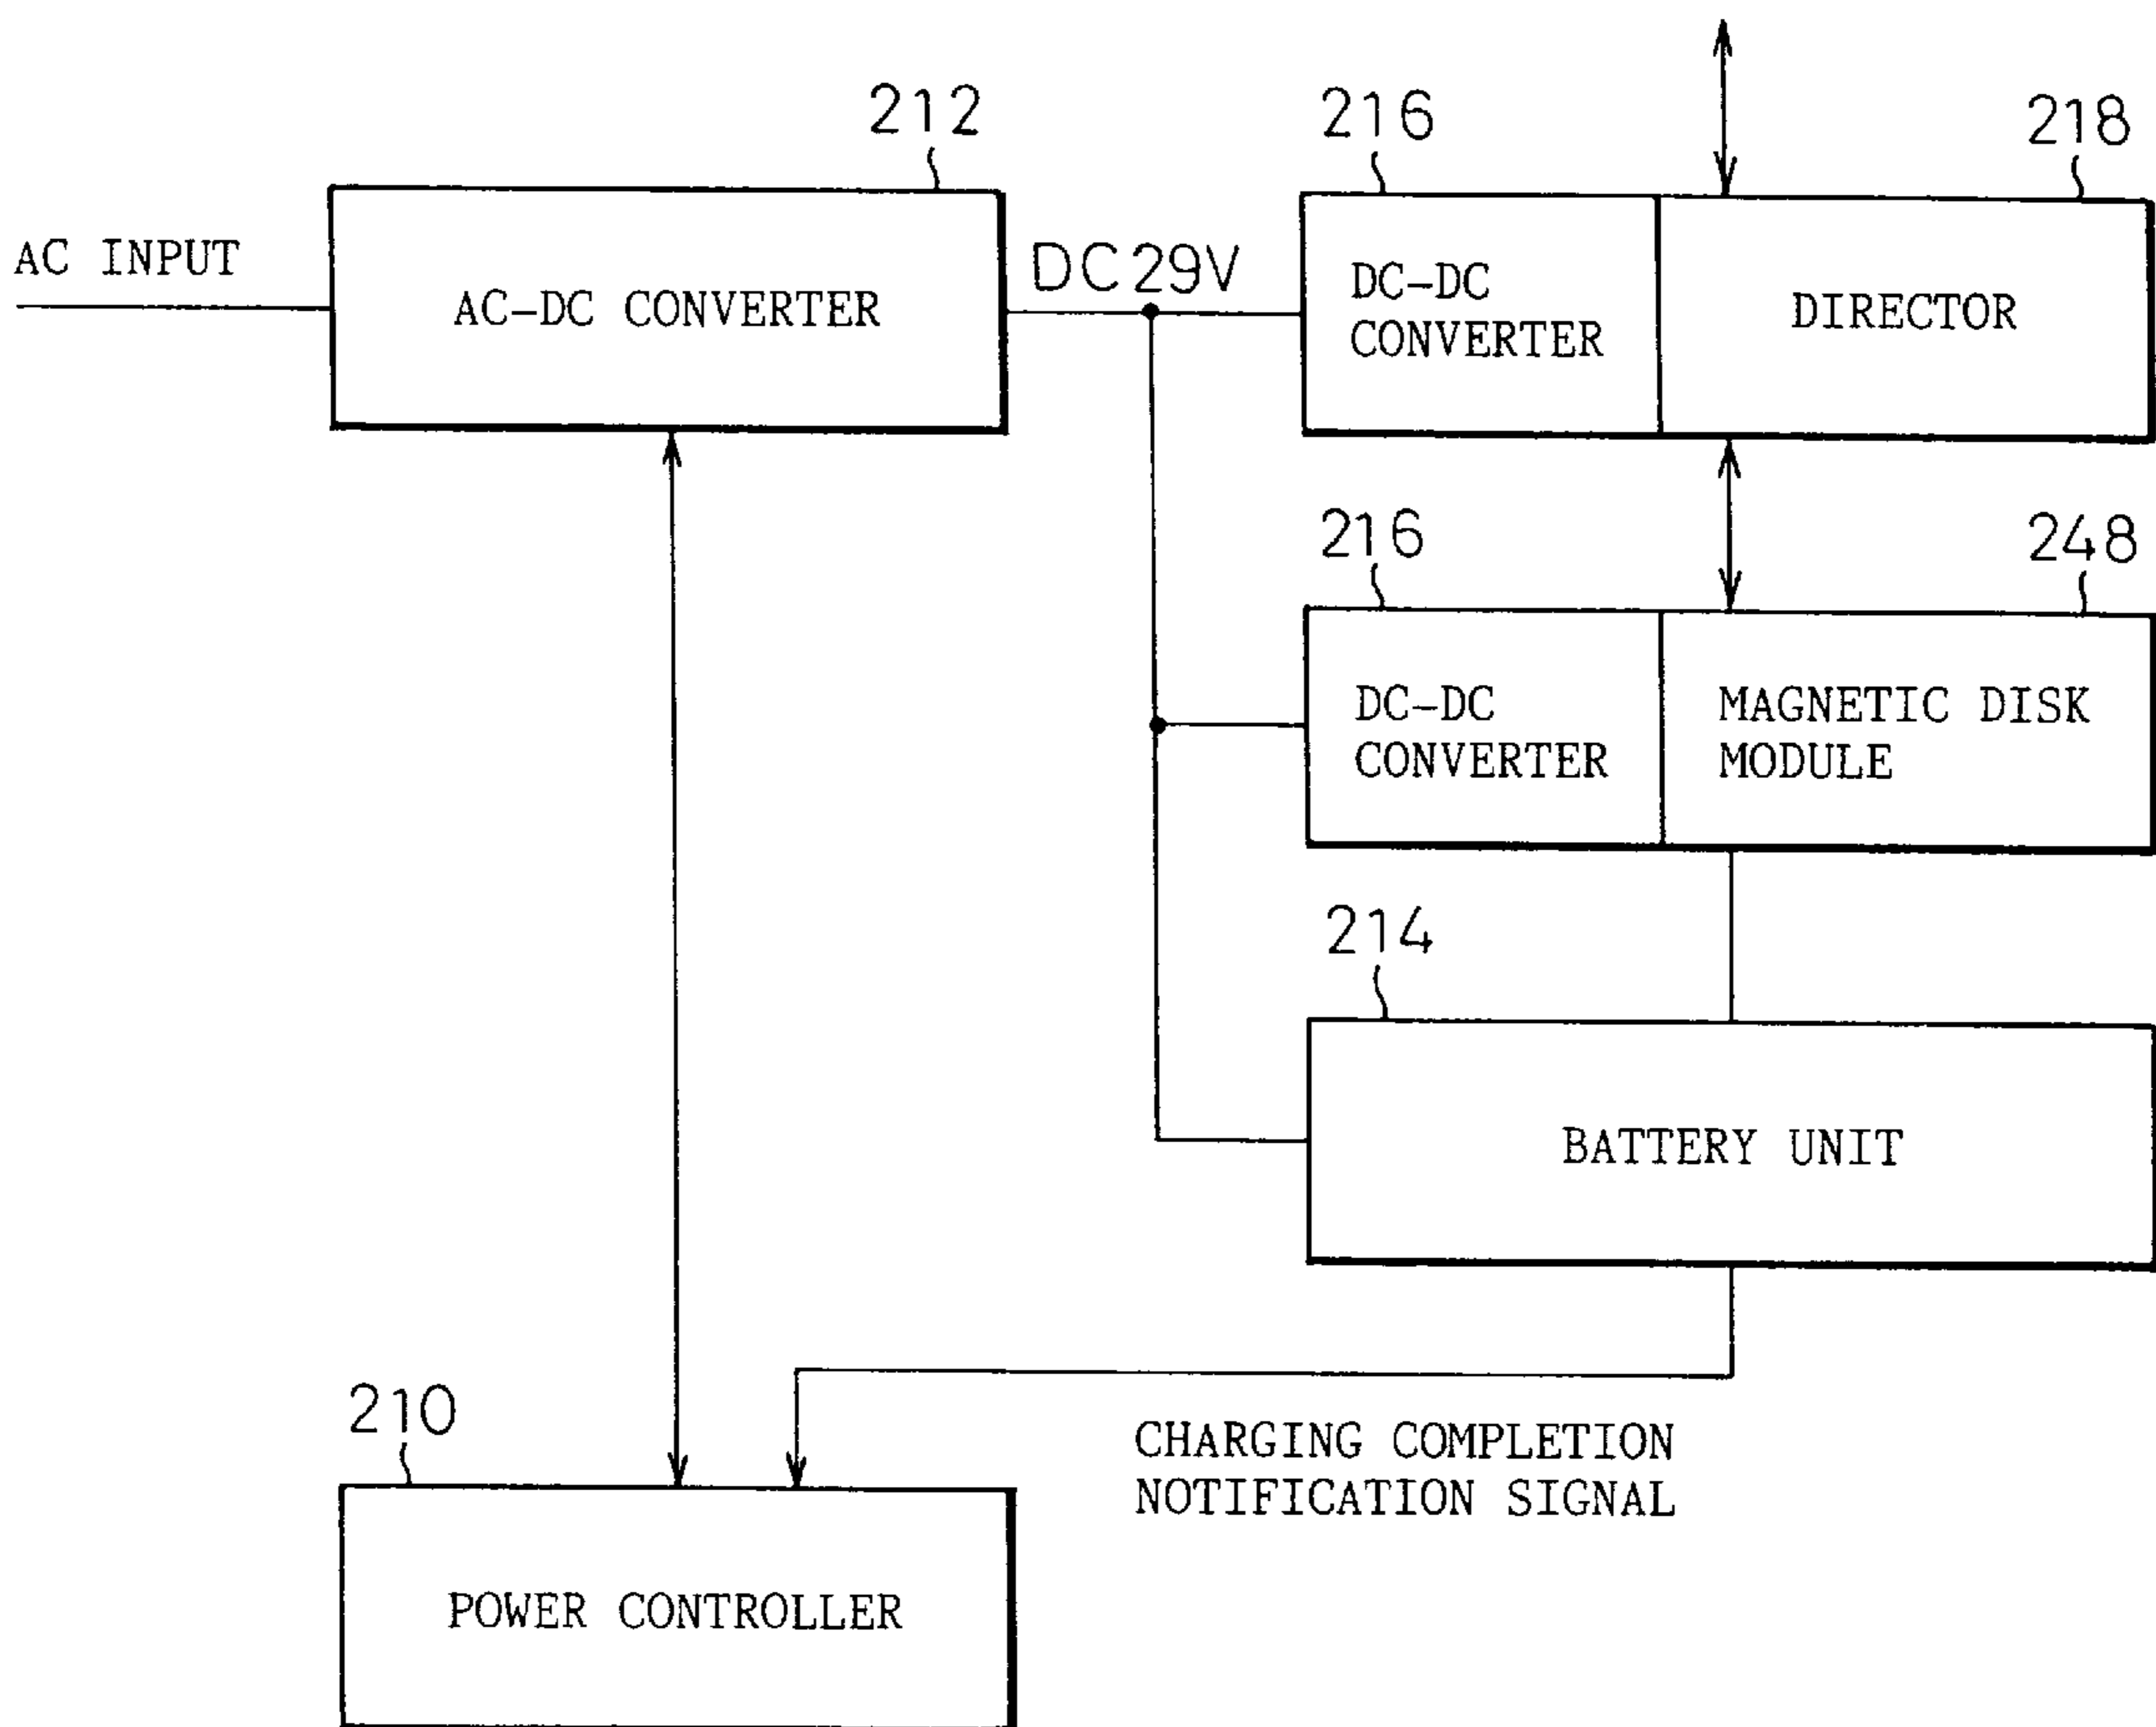 212
216
218
AC INPUT
AC-DC CONVERTER
DC 29V
DC-DC
CONVERTER
DIRECTOR
216
248
DC-DC
CONVERTER
MAGNETIC DISK
MODULE
214
BATTERY UNIT
210
CHARGING COMPLETION
NOTIFICATION SIGNAL
POWER CONTROLLER